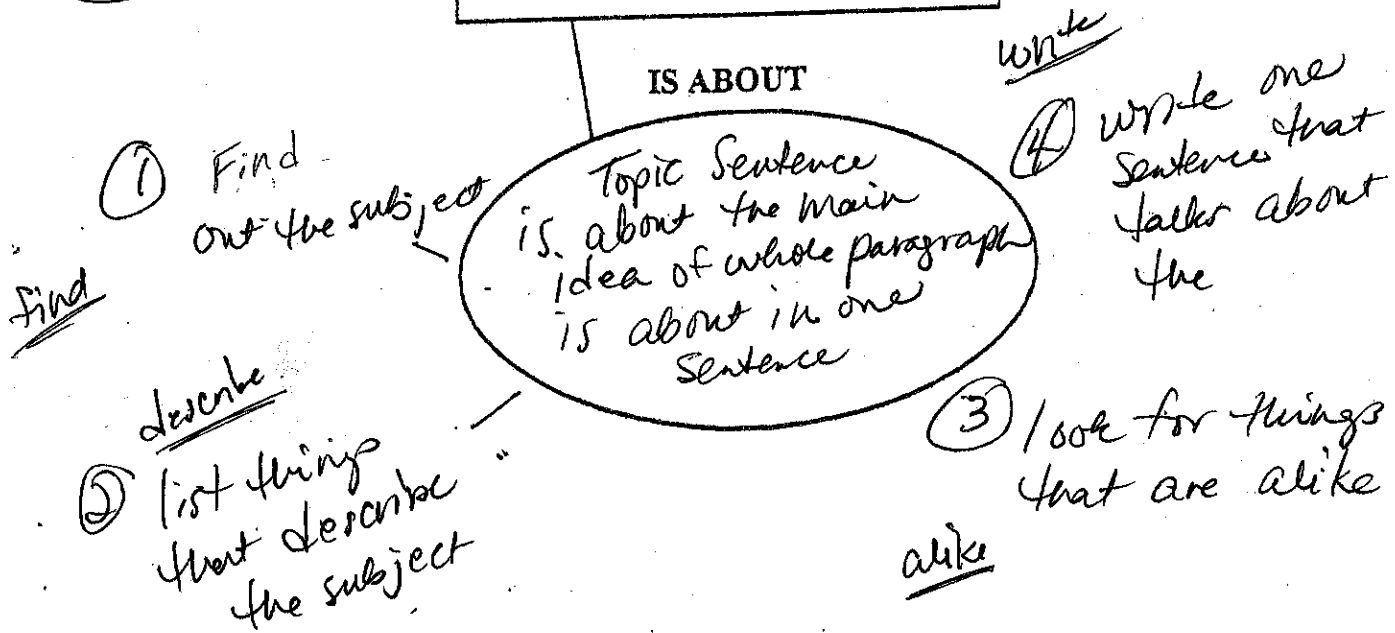 IS ABOUT
Topic Sentence
is about the main
idea of whole paragraph
is about in one
Sentence
① Find
out the subject
find
describe
② list things
that describe
the subject
③ look for things
that are alike
alike
write
④ write one
sentence that
talks about
the